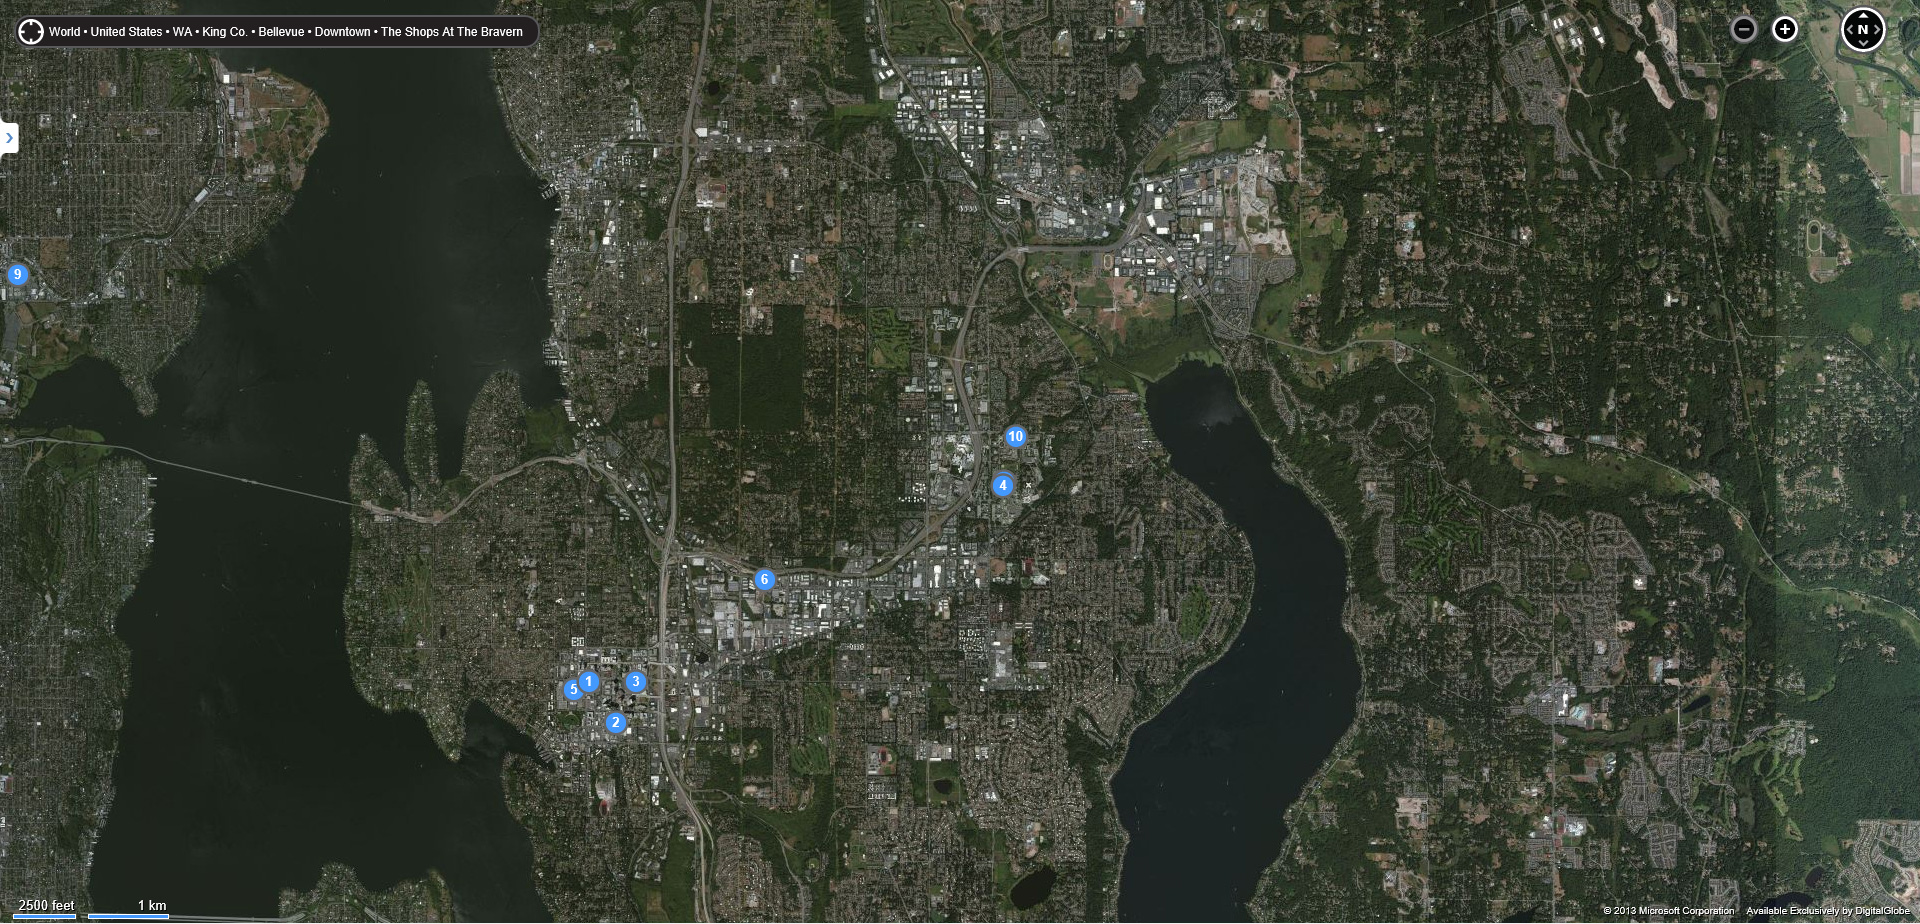 World • United States • WA • King Co. • Bellevue • Downtown • The Shops At The Bravern
N
9
10
4
6
5
1
3
2
2500 feet
1 km
© 2013 Microsoft Corporation Available Exclusively by DigitalGlobe